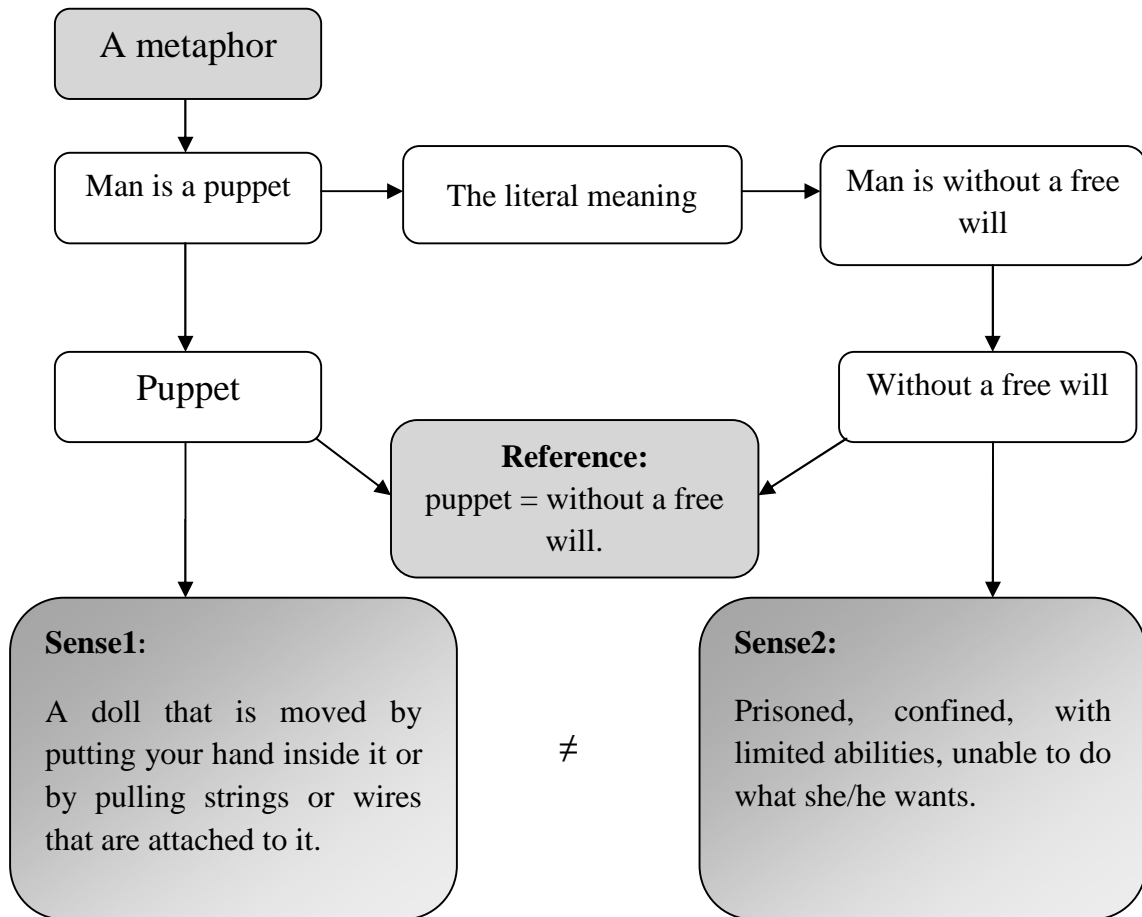 A metaphor
Man is a puppet
The literal meaning
Man is without a free
will
Puppet
Without a free will
Reference:
puppet = without a free
will.
Sense1:
A doll that is moved by
putting your hand inside it or
by pulling strings or wires
that are attached to it.
≠
Sense2:
Prisoned, confined, with
limited abilities, unable to do
what she/he wants.